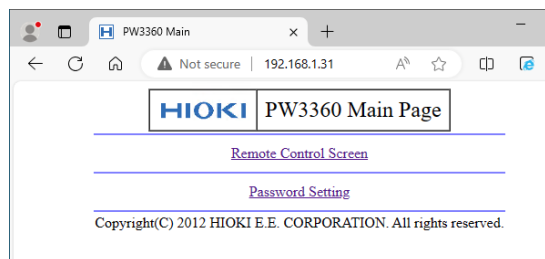 PW3360 Main
Not secure | 192.168.1.31
HIOKI PW3360 Main Page
Remote Control Screen
Password Setting
Copyright(C) 2012 HIOKI E.E. CORPORATION. All rights reserved.